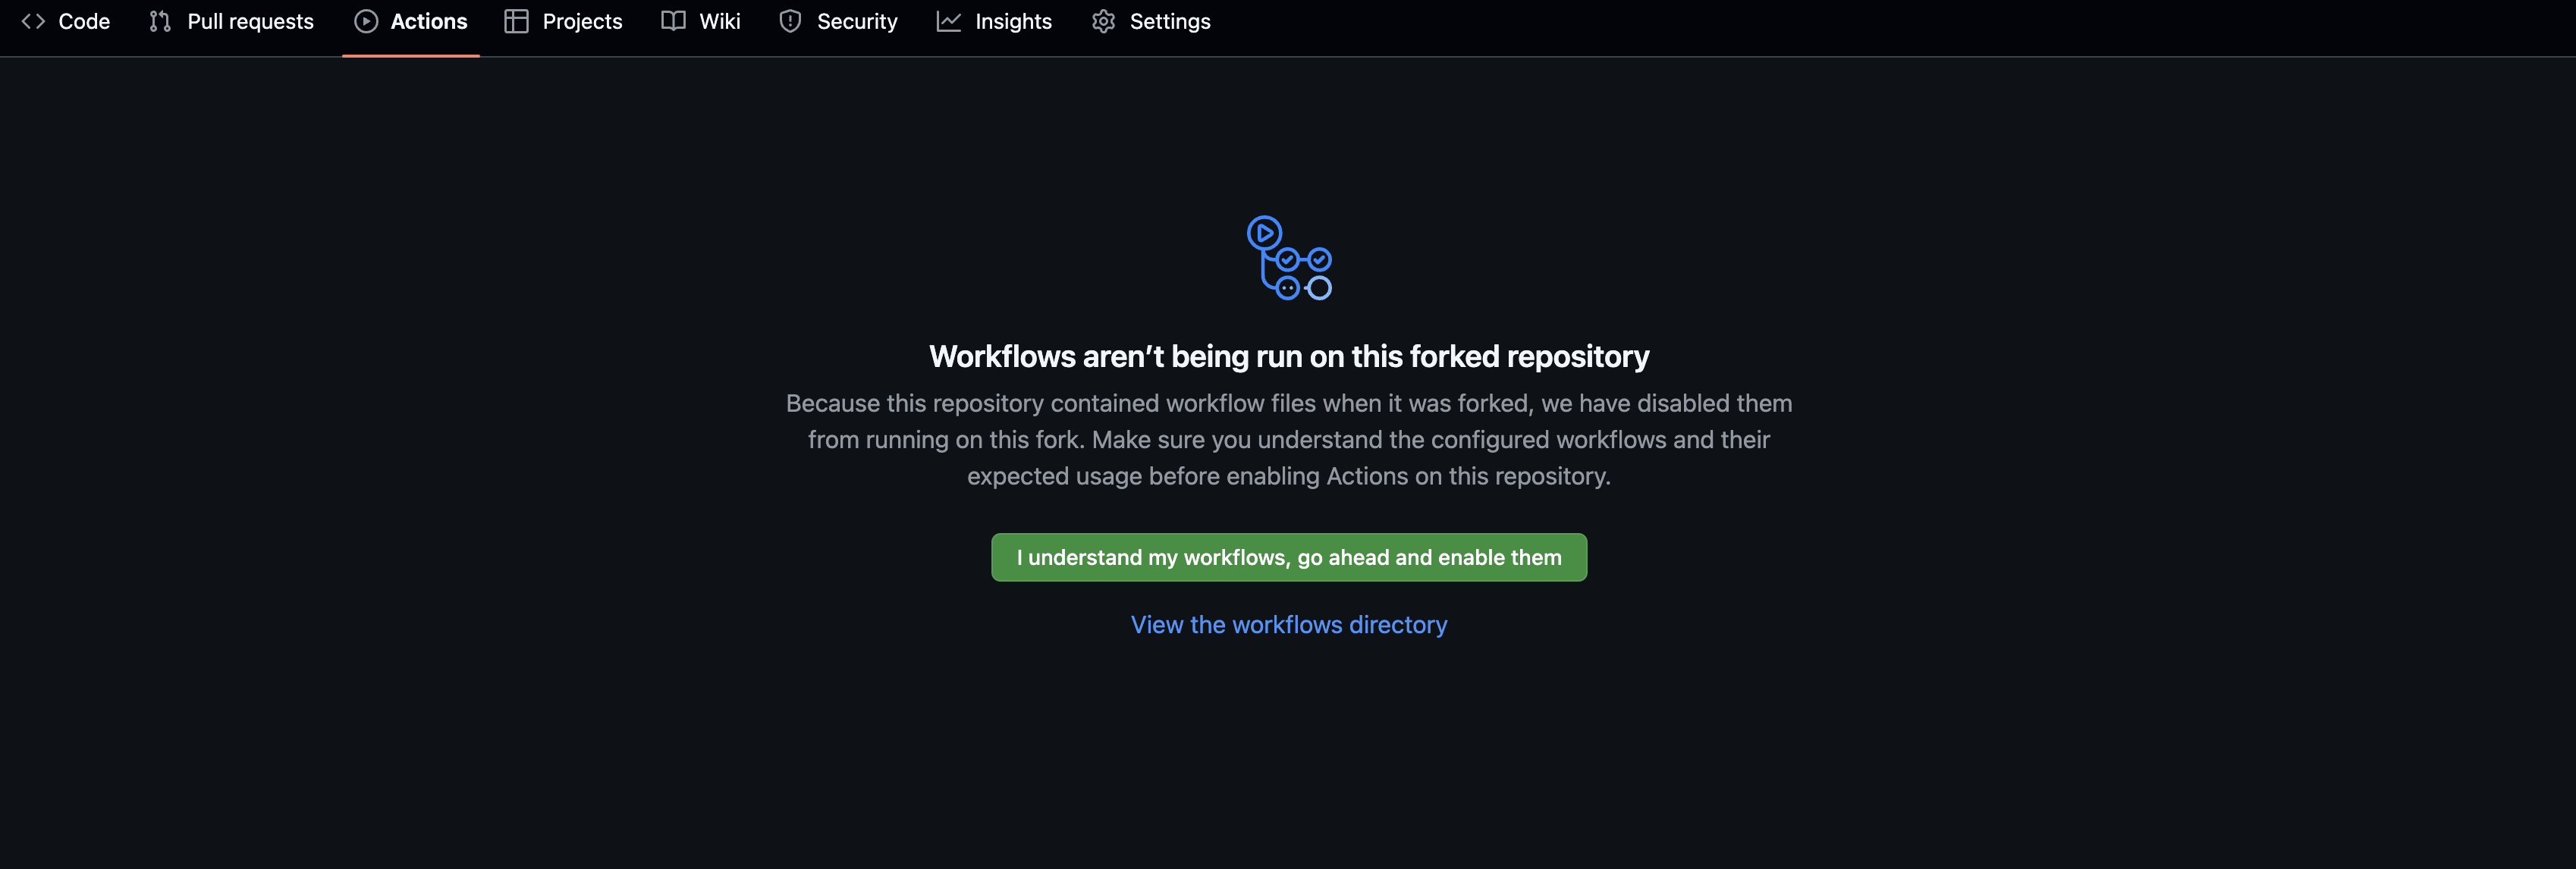 Code Pull requests Actions Projects Wiki Security Insights Settings
Workflows aren’t being run on this forked repository
Because this repository contained workflow files when it was forked, we have disabled them
from running on this fork. Make sure you understand the configured workflows and their
expected usage before enabling Actions on this repository.
I understand my workflows, go ahead and enable them
View the workflows directory